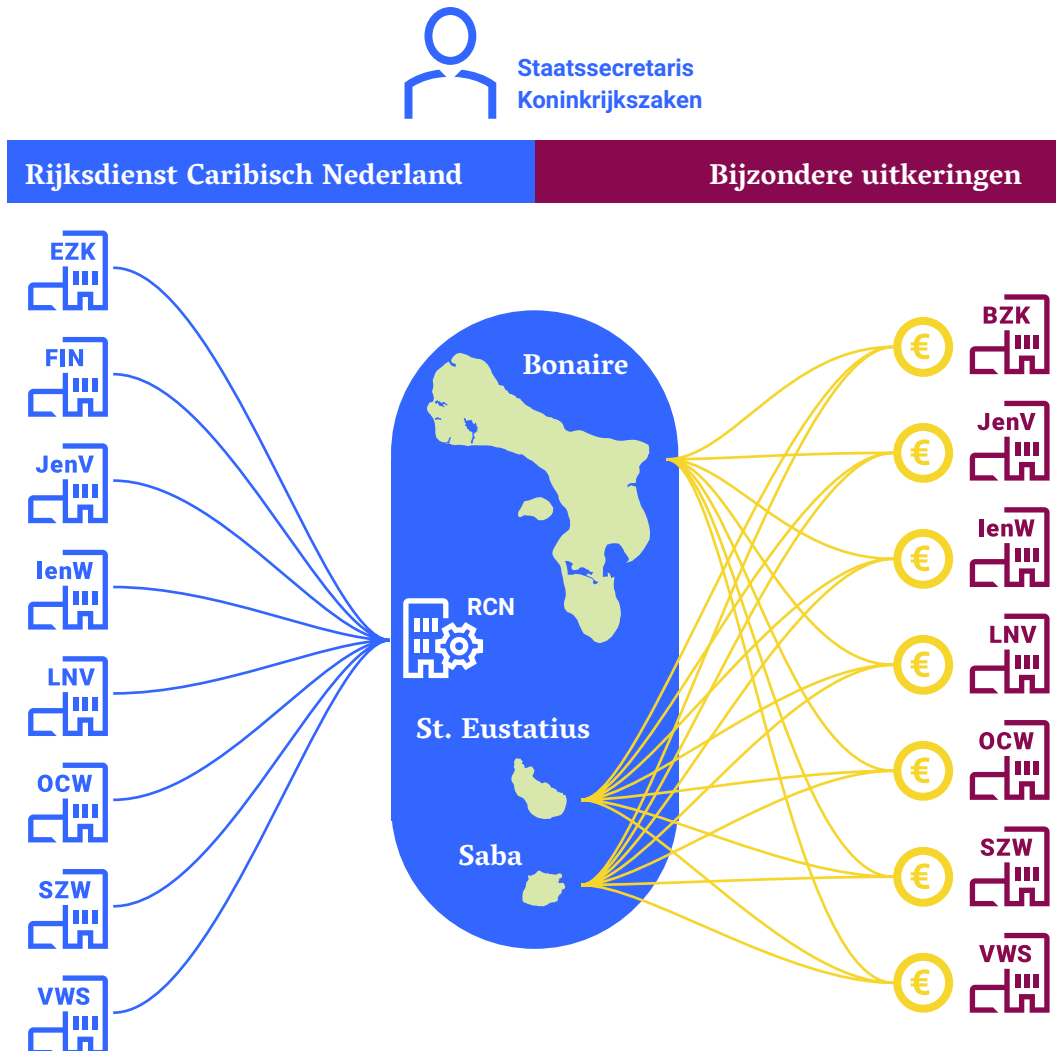 Staatssecretaris
Koninkrijkszaken
Rijksdienst Caribisch Nederland
Bijzondere uitkeringen
EZK
FIN
JenV
IenW
LNV
OCW
SZW
VWS
Bonaire
RCN
St. Eustatius
Saba
€
BZK
€
JenV
€
IenW
€
LNV
€
OCW
€
SZW
€
VWS